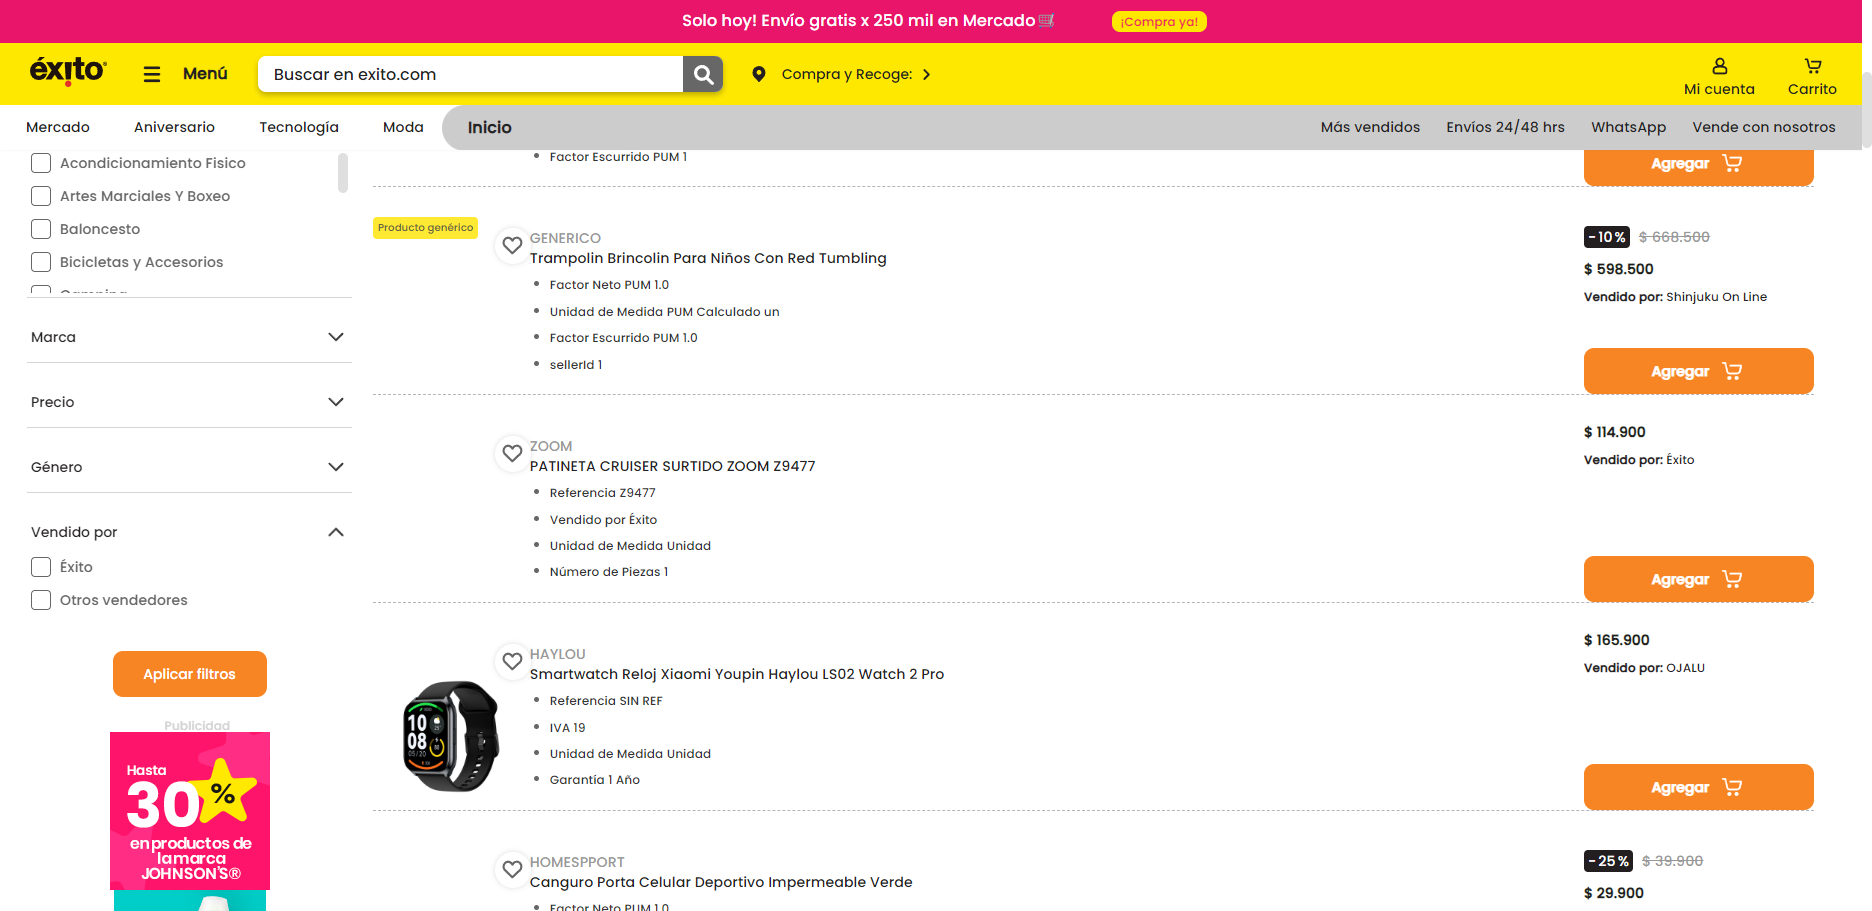 Solo hoy! Envío gratis x 250 mil en Mercado
¡Compra ya!
éxito
Menú
Buscar en exito.com
Compra y Recoge:
Mi cuenta
Carrito
Mercado
Aniversario
Tecnología
Moda
Inicio
Más vendidos
Envíos 24/48 hrs
WhatsApp
Vende con nosotros
Acondicionamiento Fisico
Artes Marciales Y Boxeo
Baloncesto
Bicicletas y Accesorios
Marca
Precio
Género
Vendido por
Éxito
Otros vendedores
Aplicar filtros
Publicidad
Hasta
30%
en productos de
la marca
JOHNSON'S®
Factor Escurrido PUM 1
Agregar
Producto genérico
GENERICO
Trampolin Brincolin Para Niños Con Red Tumbling
Factor Neto PUM 1.0
Unidad de Medida PUM Calculado un
Factor Escurrido PUM 1.0
sellerId 1
-10% $ 668.500
$ 598.500
Vendido por: Shinjuku On Line
Agregar
ZOOM
PATINETA CRUISER SURTIDO ZOOM Z9477
Referencia Z9477
Vendido por Éxito
Unidad de Medida Unidad
Número de Piezas 1
$ 114.900
Vendido por: Éxito
Agregar
HAYLOU
Smartwatch Reloj Xiaomi Youpin Haylou LS02 Watch 2 Pro
Referencia SIN REF
IVA 19
Unidad de Medida Unidad
Garantía 1 Año
10
08
$ 165.900
Vendido por: OJALU
Agregar
HOMESPPORT
Canguro Porta Celular Deportivo Impermeable Verde
Factor Neto PUM 1.0
-25% $ 39.900
$ 29.900